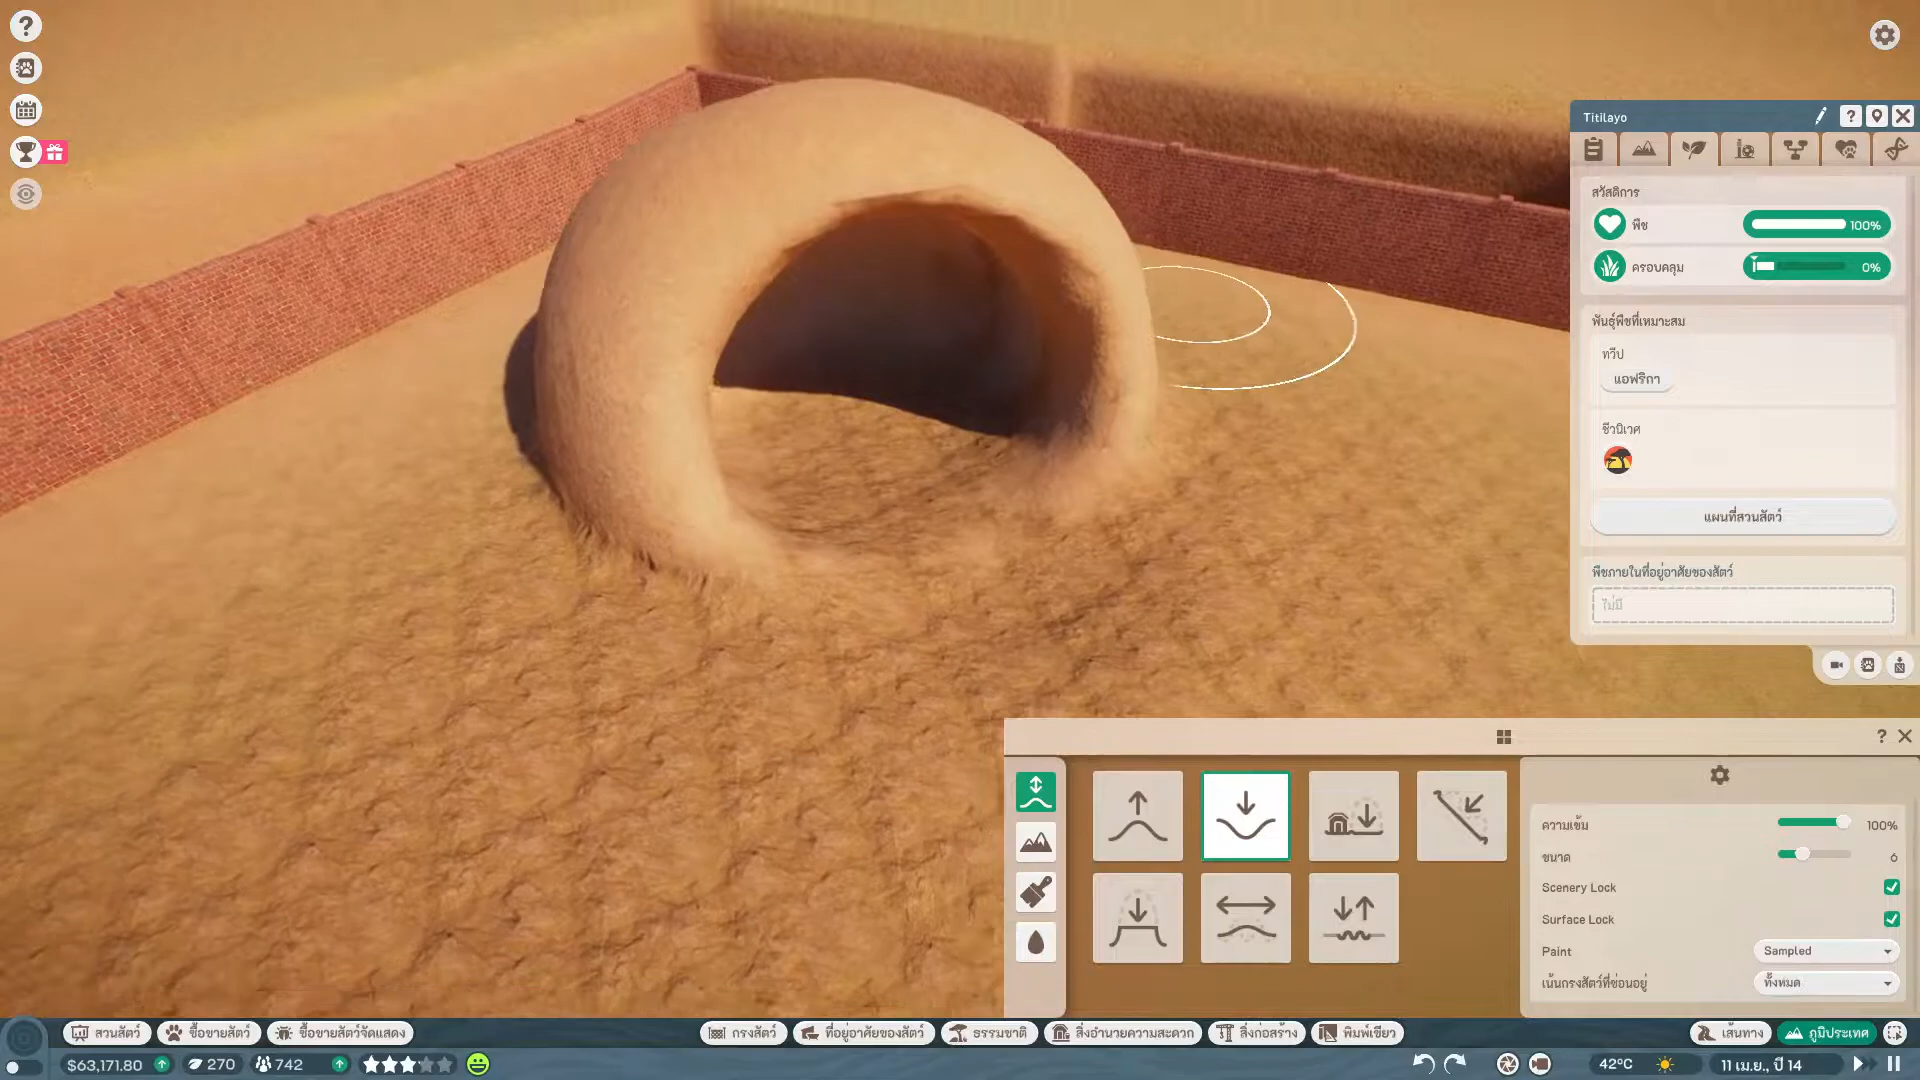 Titilayo
สวัสดิการ
พืช
100%
ครอบคลุม
0%
พันธุ์พืชที่เหมาะสม
ทวีป
แอฟริกา
ชีวนิเวศ
แผนที่สวนสัตว์
พืชภายในที่อยู่อาศัยของสัตว์
ไม่มี
ความเข้ม
100%
ขนาด
6
Scenery Lock
Surface Lock
Paint
Sampled
เน้นกรงสัตว์ที่ซ่อนอยู่
ทั้งหมด
สวนสัตว์
ซื้อขายสัตว์
ซื้อขายสัตว์จัดแสดง
กรงสัตว์
ที่อยู่อาศัยของสัตว์
ธรรมชาติ
สิ่งอำนวยความสะดวก
สิ่งก่อสร้าง
พิมพ์เขียว
เส้นทาง
ภูมิประเทศ
$63,171.80
270
742
42°C
11 เม.ย., ปี 14